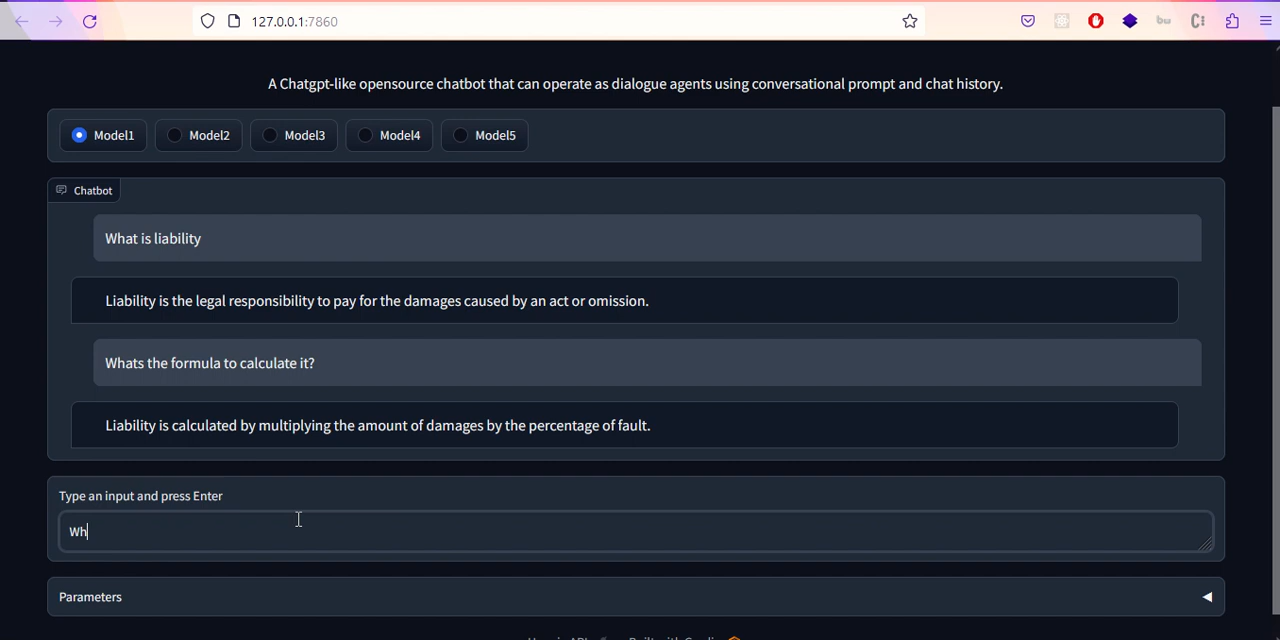 127.0.0.1:7860
A Chatgpt-like opensource chatbot that can operate as dialogue agents using conversational prompt and chat history.
Model1 Model2 Model3 Model4 Model5
Chatbot
What is liability
Liability is the legal responsibility to pay for the damages caused by an act or omission.
Whats the formula to calculate it?
Liability is calculated by multiplying the amount of damages by the percentage of fault.
Type an input and press Enter
Wh
Parameters